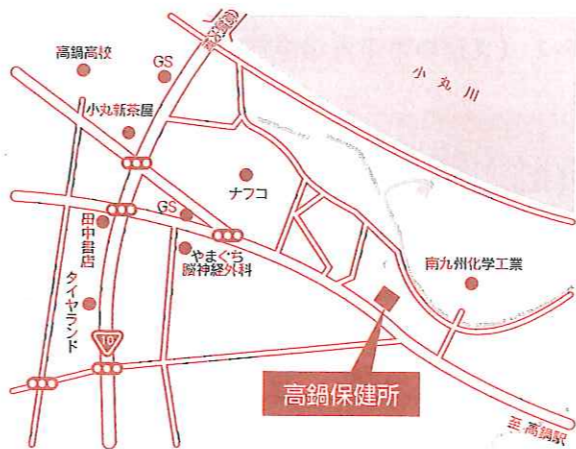 高鍋高校
GS
小丸川
小丸新茶屋
ナフコ
田中書店
GS
やまぐち
脳神経外科
南九州化学工業
タイヤランド
10
高鍋保健所
至高鍋駅